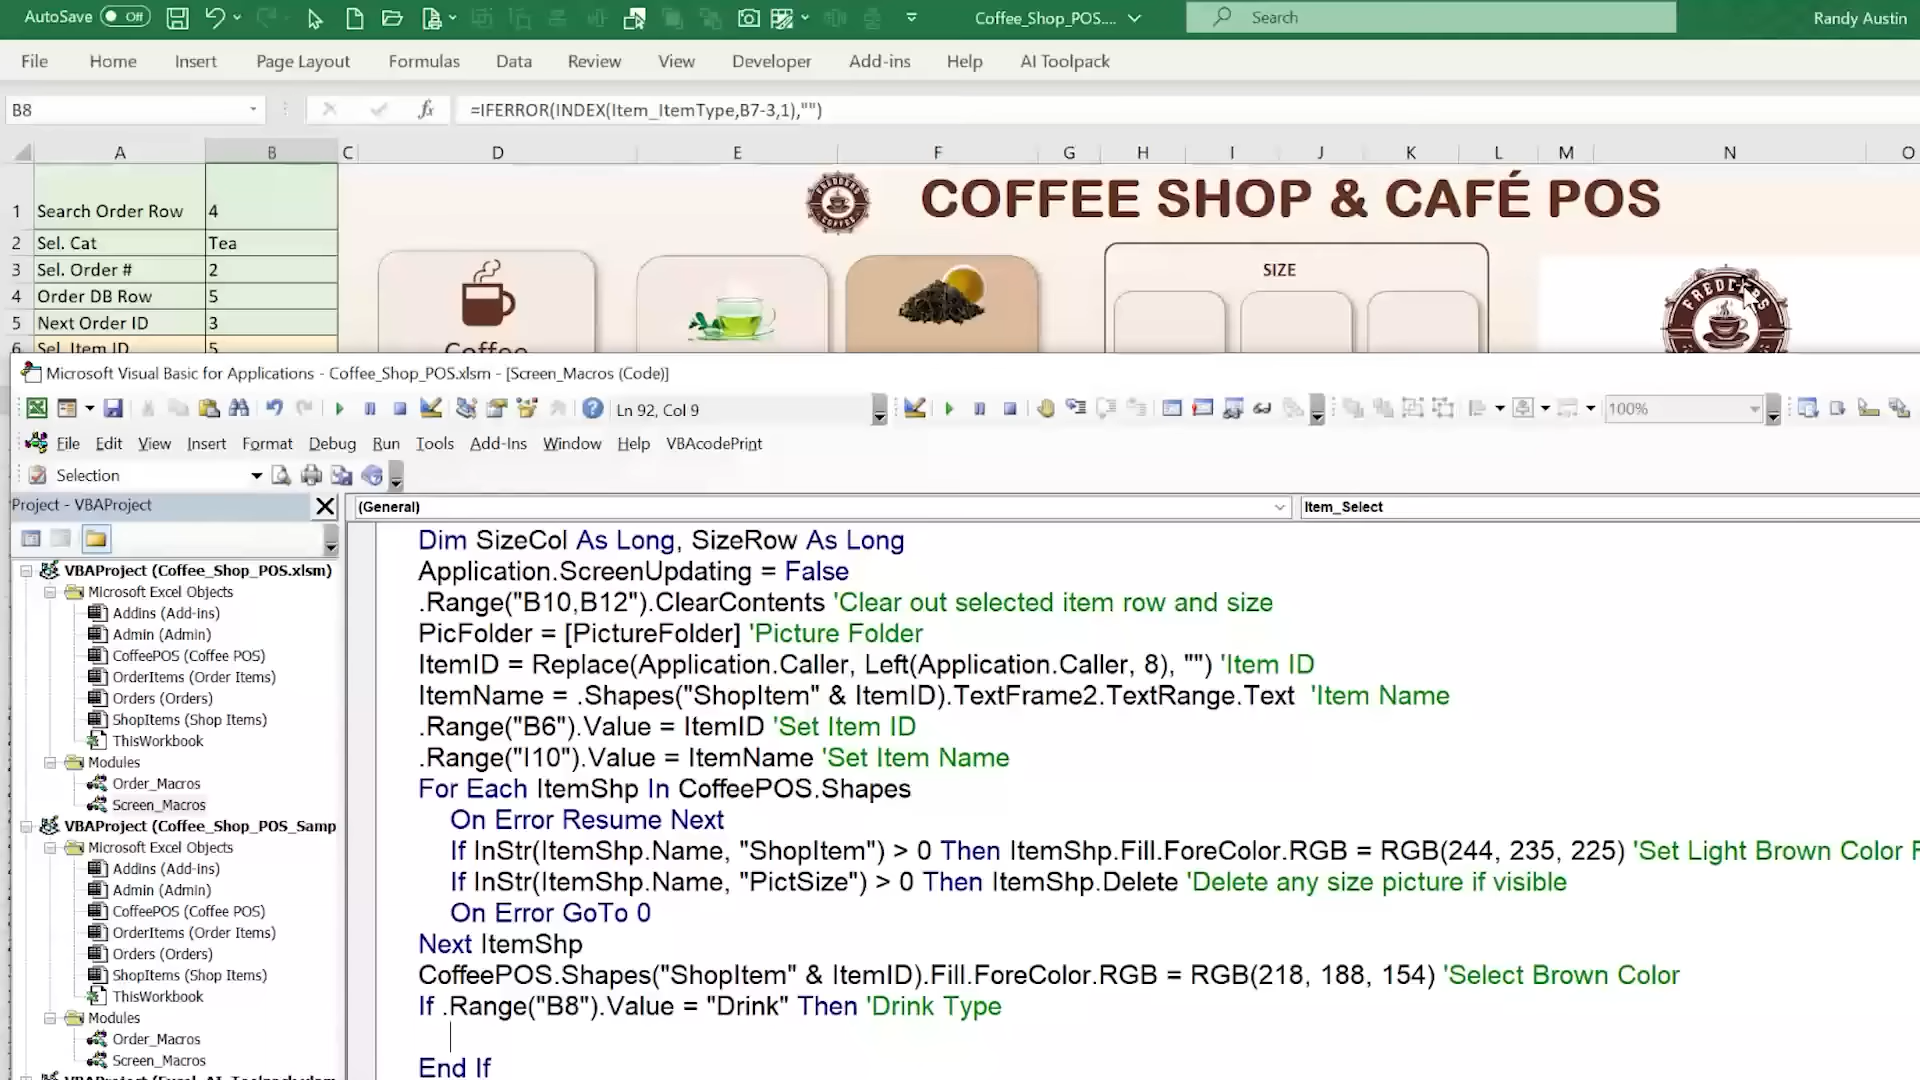 AutoSave Off Coffee_Shop_POS.... Search Randy Austin
File Home Insert Page Layout Formulas Data Review View Developer Add-ins Help AI Toolpack
B8 fx =IFERROR(INDEX(Item_ItemType,B7-3,1),"")
A B C D E F G H I J K L M N O
COFFEE SHOP & CAFÉ POS
1 Search Order Row 4
2 Sel. Cat Tea
3 Sel. Order # 2
4 Order DB Row 5
5 Next Order ID 3
6 Sel. Item ID 5
SIZE
Coffee
Microsoft Visual Basic for Applications - Coffee_Shop_POS.xlsm - [Screen_Macros (Code)]
Ln 92, Col 9
100%
File Edit View Insert Format Debug Run Tools Add-Ins Window Help VBAcodePrint
Selection
Project - VBAProject
(General) Item_Select
VBAProject (Coffee_Shop_POS.xlsm)
Microsoft Excel Objects
Addins (Add-ins)
Admin (Admin)
CoffeePOS (Coffee POS)
OrderItems (Order Items)
Orders (Orders)
ShopItems (Shop Items)
ThisWorkbook
Modules
Order_Macros
Screen_Macros
VBAProject (Coffee_Shop_POS_Samp
Microsoft Excel Objects
Addins (Add-ins)
Admin (Admin)
CoffeePOS (Coffee POS)
OrderItems (Order Items)
Orders (Orders)
ShopItems (Shop Items)
ThisWorkbook
Modules
Order_Macros
Screen_Macros
Dim SizeCol As Long, SizeRow As Long
Application.ScreenUpdating = False
.Range("B10,B12").ClearContents 'Clear out selected item row and size
PicFolder = [PictureFolder] 'Picture Folder
ItemID = Replace(Application.Caller, Left(Application.Caller, 8), "") 'Item ID
ItemName = .Shapes("ShopItem" & ItemID).TextFrame2.TextRange.Text 'Item Name
.Range("B6").Value = ItemID 'Set Item ID
.Range("I10").Value = ItemName 'Set Item Name
For Each ItemShp In CoffeePOS.Shapes
On Error Resume Next
If InStr(ItemShp.Name, "ShopItem") > 0 Then ItemShp.Fill.ForeColor.RGB = RGB(244, 235, 225) 'Set Light Brown Color F
If InStr(ItemShp.Name, "PictSize") > 0 Then ItemShp.Delete 'Delete any size picture if visible
On Error GoTo 0
Next ItemShp
CoffeePOS.Shapes("ShopItem" & ItemID).Fill.ForeColor.RGB = RGB(218, 188, 154) 'Select Brown Color
If .Range("B8").Value = "Drink" Then 'Drink Type
End If